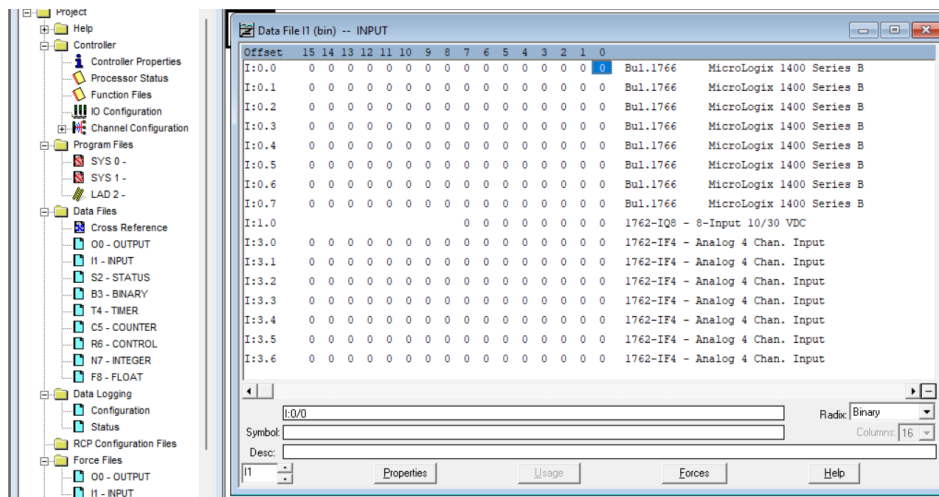 Project
Help
Controller
Controller Properties
Processor Status
Function Files
IO Configuration
Channel Configuration
Program Files
SYS 0 -
SYS 1 -
LAD 2 -
Data Files
Cross Reference
O0 - OUTPUT
I1 - INPUT
S2 - STATUS
B3 - BINARY
T4 - TIMER
C5 - COUNTER
R6 - CONTROL
N7 - INTEGER
F8 - FLOAT
Data Logging
Configuration
Status
RCP Configuration Files
Force Files
O0 - OUTPUT
I1 - INPUT
Data File I1 (bin) -- INPUT
Offset 15 14 13 12 11 10 9 8 7 6 5 4 3 2 1 0
I:0.0 0 0 0 0 0 0 0 0 0 0 0 0 0 0 0 0 Bul.1766 MicroLogix 1400 Series B
I:0.1 0 0 0 0 0 0 0 0 0 0 0 0 0 0 0 0 Bul.1766 MicroLogix 1400 Series B
I:0.2 0 0 0 0 0 0 0 0 0 0 0 0 0 0 0 0 Bul.1766 MicroLogix 1400 Series B
I:0.3 0 0 0 0 0 0 0 0 0 0 0 0 0 0 0 0 Bul.1766 MicroLogix 1400 Series B
I:0.4 0 0 0 0 0 0 0 0 0 0 0 0 0 0 0 0 Bul.1766 MicroLogix 1400 Series B
I:0.5 0 0 0 0 0 0 0 0 0 0 0 0 0 0 0 0 Bul.1766 MicroLogix 1400 Series B
I:0.6 0 0 0 0 0 0 0 0 0 0 0 0 0 0 0 0 Bul.1766 MicroLogix 1400 Series B
I:0.7 0 0 0 0 0 0 0 0 0 0 0 0 0 0 0 0 Bul.1766 MicroLogix 1400 Series B
I:1.0 0 0 0 0 0 0 0 0 1762-IQ8 - 8-Input 10/30 VDC
I:3.0 0 0 0 0 0 0 0 0 0 0 0 0 0 0 0 0 1762-IF4 - Analog 4 Chan. Input
I:3.1 0 0 0 0 0 0 0 0 0 0 0 0 0 0 0 0 1762-IF4 - Analog 4 Chan. Input
I:3.2 0 0 0 0 0 0 0 0 0 0 0 0 0 0 0 0 1762-IF4 - Analog 4 Chan. Input
I:3.3 0 0 0 0 0 0 0 0 0 0 0 0 0 0 0 0 1762-IF4 - Analog 4 Chan. Input
I:3.4 0 0 0 0 0 0 0 0 0 0 0 0 0 0 0 0 1762-IF4 - Analog 4 Chan. Input
I:3.5 0 0 0 0 0 0 0 0 0 0 0 0 0 0 0 0 1762-IF4 - Analog 4 Chan. Input
I:3.6 0 0 0 0 0 0 0 0 0 0 0 0 0 0 0 0 1762-IF4 - Analog 4 Chan. Input
I:0/0 Radix: Binary
Symbol: Columns: 16
Desc:
I1 Properties Usage Forces Help